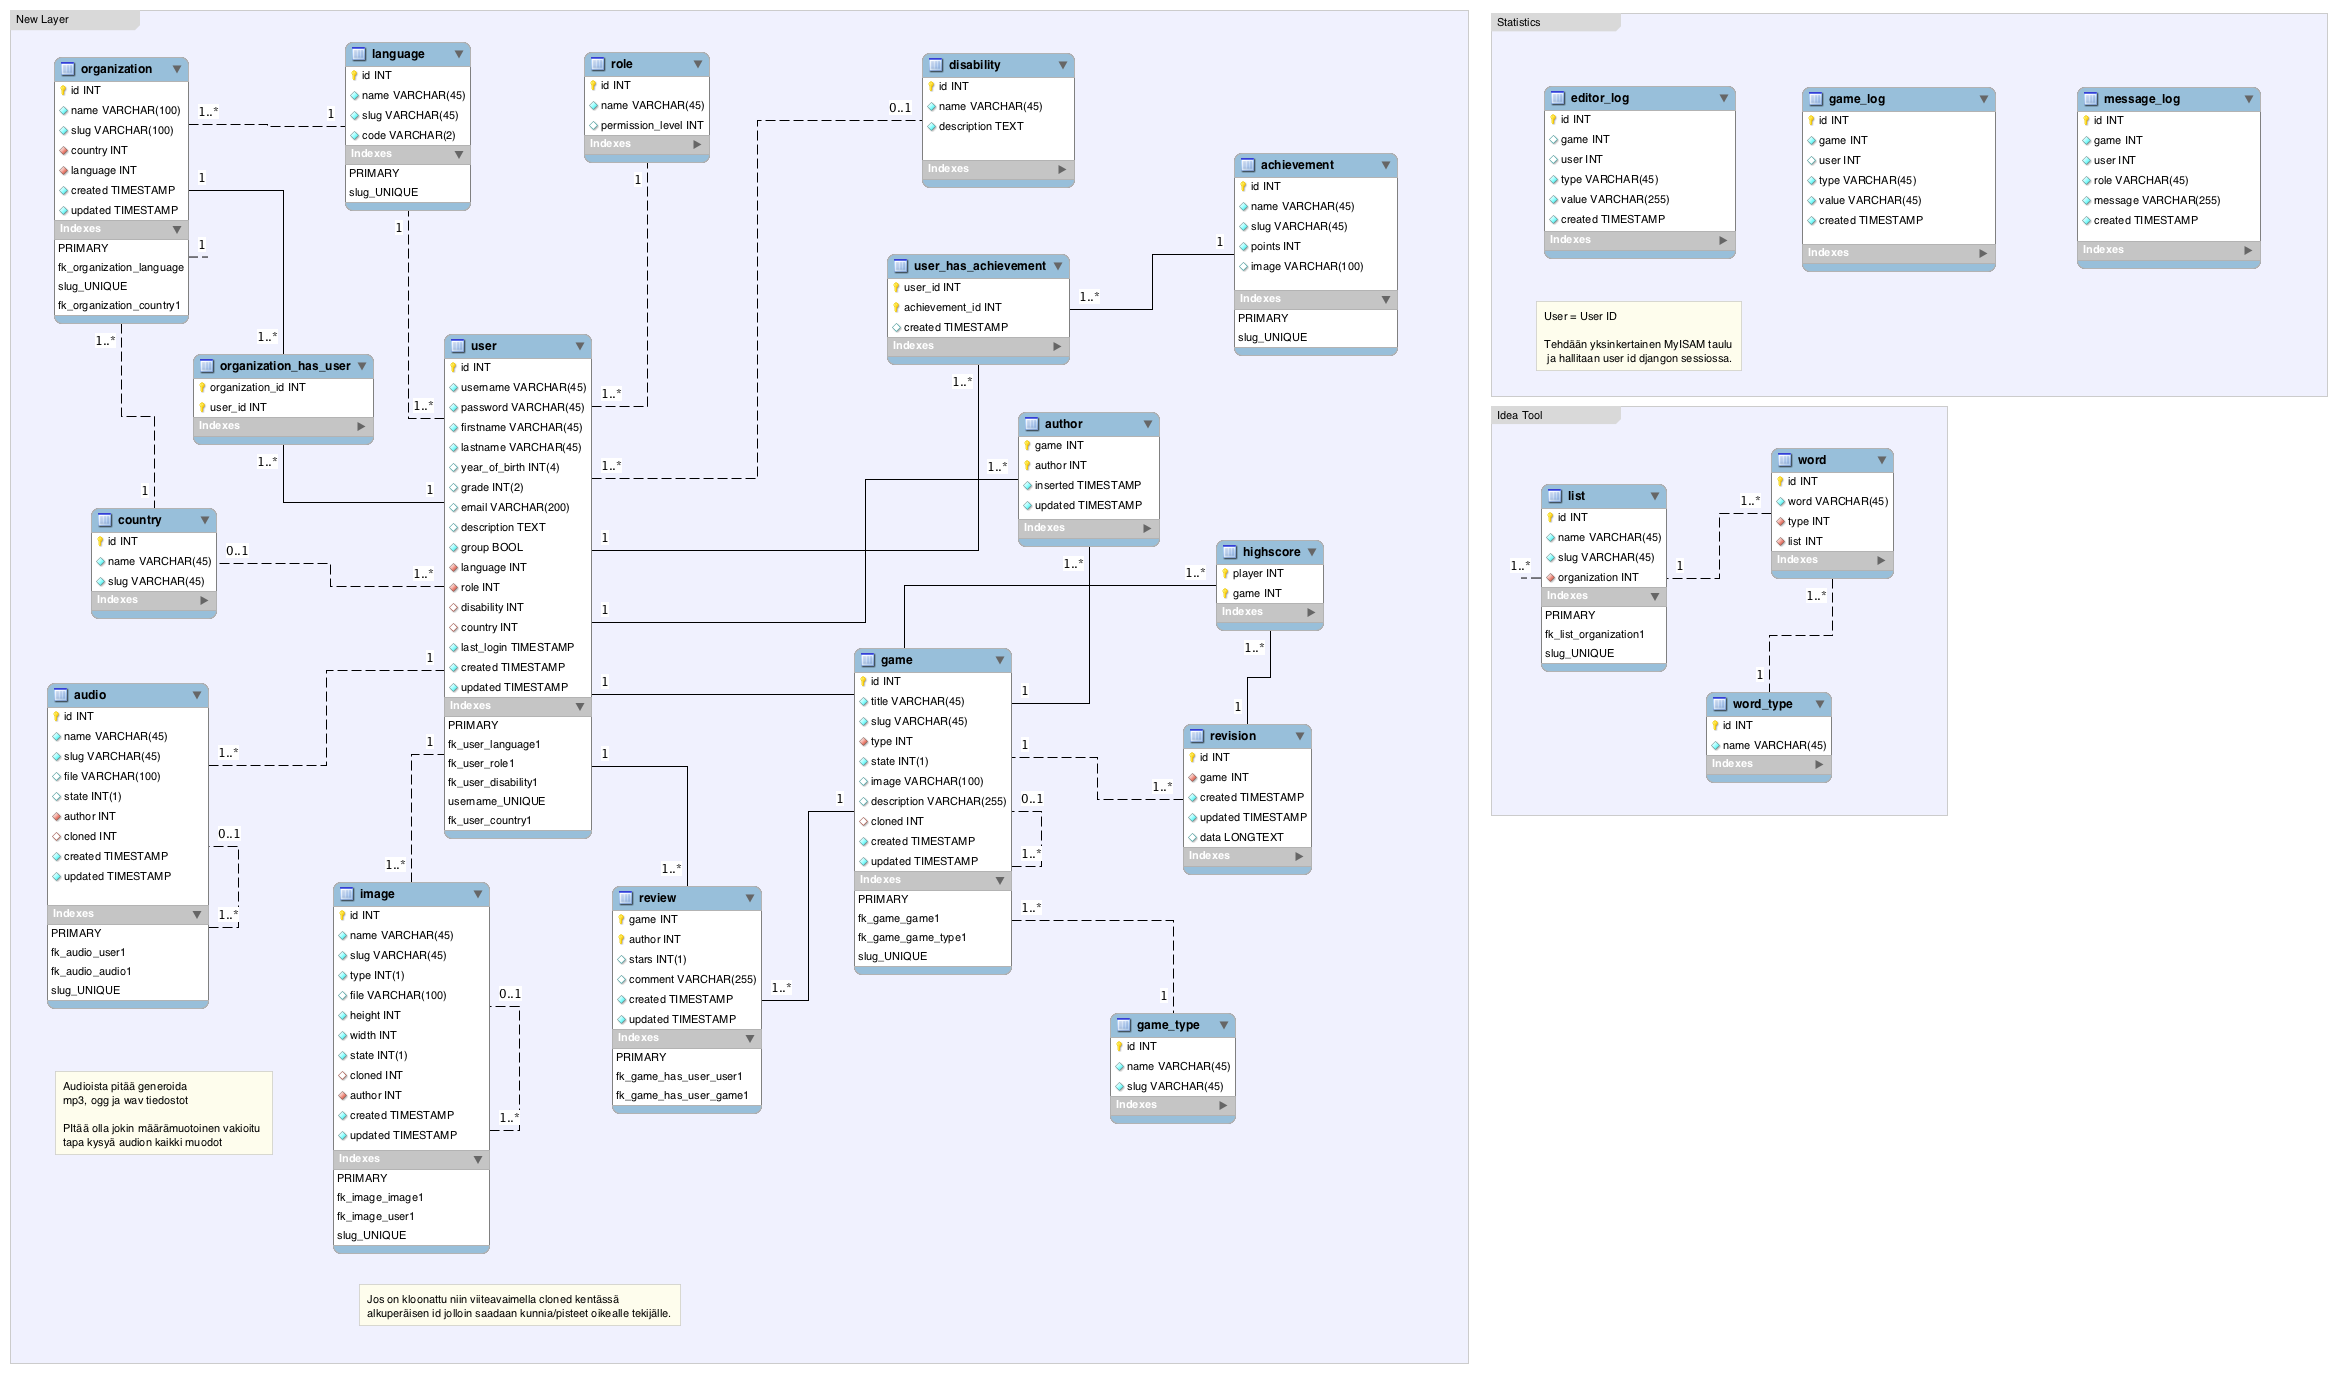 New Layer
organization
id INT
name VARCHAR(100)
slug VARCHAR(100)
country INT
language INT
created TIMESTAMP
updated TIMESTAMP
Indexes
PRIMARY
fk_organization_language
slug_UNIQUE
fk_organization_country1
1..*
1
1
1
1..*
1..*
1
language
id INT
name VARCHAR(45)
slug VARCHAR(45)
code VARCHAR(2)
Indexes
PRIMARY
slug_UNIQUE
1
1..*
role
id INT
name VARCHAR(45)
permission_level INT
Indexes
1
1..*
disability
id INT
name VARCHAR(45)
description TEXT
Indexes
0..1
1..*
achievement
id INT
name VARCHAR(45)
slug VARCHAR(45)
points INT
image VARCHAR(100)
Indexes
PRIMARY
slug_UNIQUE
1
1..*
user_has_achievement
user_id INT
achievement_id INT
created TIMESTAMP
Indexes
1..*
1
organization_has_user
organization_id INT
user_id INT
Indexes
1..*
1
user
id INT
username VARCHAR(45)
password VARCHAR(45)
firstname VARCHAR(45)
lastname VARCHAR(45)
year_of_birth INT(4)
grade INT(2)
email VARCHAR(200)
description TEXT
group BOOL
language INT
role INT
disability INT
country INT
last_login TIMESTAMP
created TIMESTAMP
updated TIMESTAMP
Indexes
PRIMARY
fk_user_language1
fk_user_role1
fk_user_disability1
username_UNIQUE
fk_user_country1
country
id INT
name VARCHAR(45)
slug VARCHAR(45)
Indexes
0..1
1..*
author
game INT
author INT
inserted TIMESTAMP
updated TIMESTAMP
Indexes
1..*
1
1..*
1
highscore
player INT
game INT
Indexes
1..*
1
1..*
1
game
id INT
title VARCHAR(45)
slug VARCHAR(45)
type INT
state INT(1)
image VARCHAR(100)
description VARCHAR(255)
cloned INT
created TIMESTAMP
updated TIMESTAMP
Indexes
PRIMARY
fk_game_game1
fk_game_game_type1
slug_UNIQUE
1
1..*
0..1
1..*
1..*
1
revision
id INT
game INT
created TIMESTAMP
updated TIMESTAMP
data LONGTEXT
Indexes
game_type
id INT
name VARCHAR(45)
slug VARCHAR(45)
Indexes
audio
id INT
name VARCHAR(45)
slug VARCHAR(45)
file VARCHAR(100)
state INT(1)
author INT
cloned INT
created TIMESTAMP
updated TIMESTAMP
Indexes
PRIMARY
fk_audio_user1
fk_audio_audio1
slug_UNIQUE
1
1..*
0..1
1..*
image
id INT
name VARCHAR(45)
slug VARCHAR(45)
type INT(1)
file VARCHAR(100)
height INT
width INT
state INT(1)
cloned INT
author INT
created TIMESTAMP
updated TIMESTAMP
Indexes
PRIMARY
fk_image_image1
fk_image_user1
slug_UNIQUE
1
1..*
0..1
1..*
review
game INT
author INT
stars INT(1)
comment VARCHAR(255)
created TIMESTAMP
updated TIMESTAMP
Indexes
PRIMARY
fk_game_has_user_user1
fk_game_has_user_game1
1
1..*
1
1..*
Audioista pitää generoida
mp3, ogg ja wav tiedostot
PItää olla jokin määrämuotoinen vakioitu
tapa kysyä audion kaikki muodot
Jos on kloonattu niin viiteavaimella cloned kentässä
alkuperäisen id jolloin saadaan kunnia/pisteet oikealle tekijälle.
Statistics
editor_log
id INT
game INT
user INT
type VARCHAR(45)
value VARCHAR(255)
created TIMESTAMP
Indexes
game_log
id INT
game INT
user INT
type VARCHAR(45)
value VARCHAR(45)
created TIMESTAMP
Indexes
message_log
id INT
game INT
user INT
role VARCHAR(45)
message VARCHAR(255)
created TIMESTAMP
Indexes
User = User ID
Tehdään yksinkertainen MyISAM taulu
ja hallitaan user id djangon sessiossa.
Idea Tool
list
id INT
name VARCHAR(45)
slug VARCHAR(45)
organization INT
Indexes
PRIMARY
fk_list_organization1
slug_UNIQUE
1..*
1
1..*
word
id INT
word VARCHAR(45)
type INT
list INT
Indexes
1..*
1
word_type
id INT
name VARCHAR(45)
Indexes